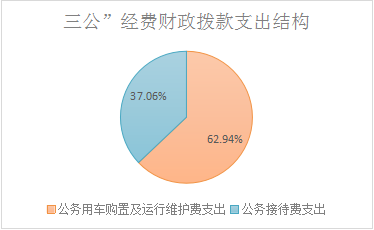 三公”经费财政拨款支出结构
37.06%
62.94%
公务用车购置及运行维护费支出 公务接待费支出